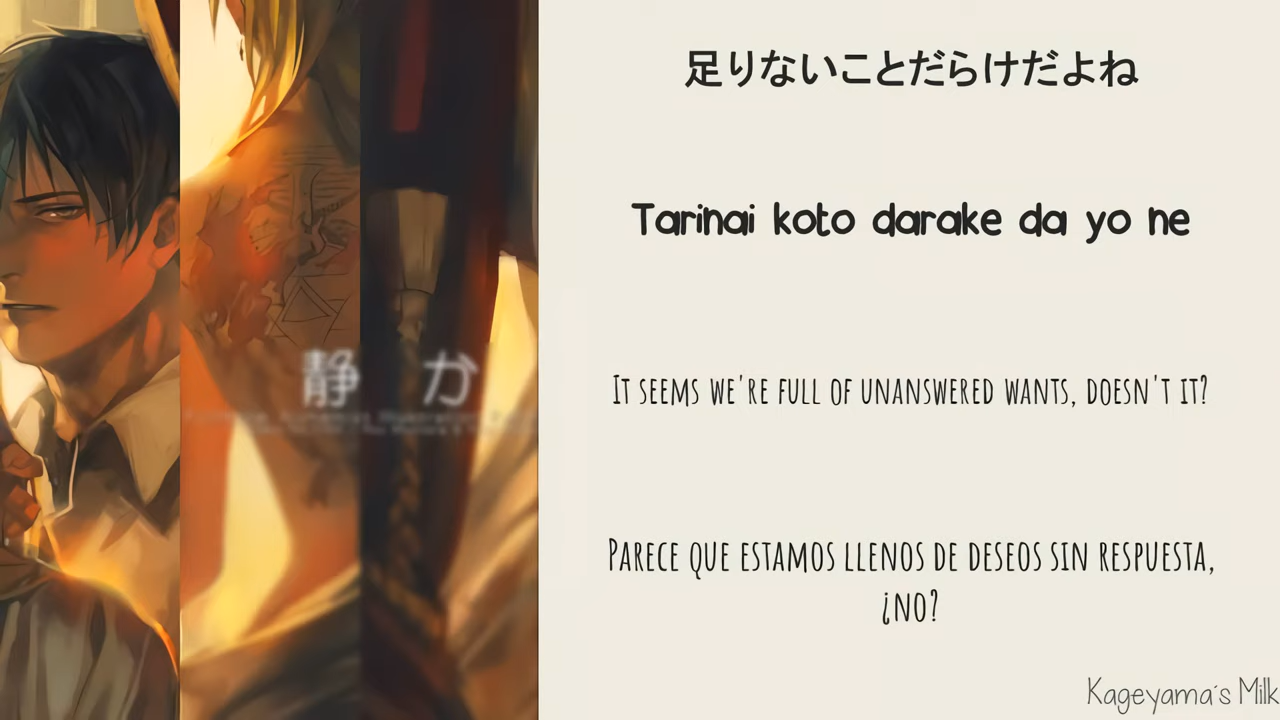 足りないことだらけだよね
Tarinai koto darake da yo ne
静か
IT SEEMS WE'RE FULL OF UNANSWERED WANTS, DOESN'T IT?
PARECE QUE ESTAMOS LLENOS DE DESEOS SIN RESPUESTA,
¿NO?
Kageyama's Milk